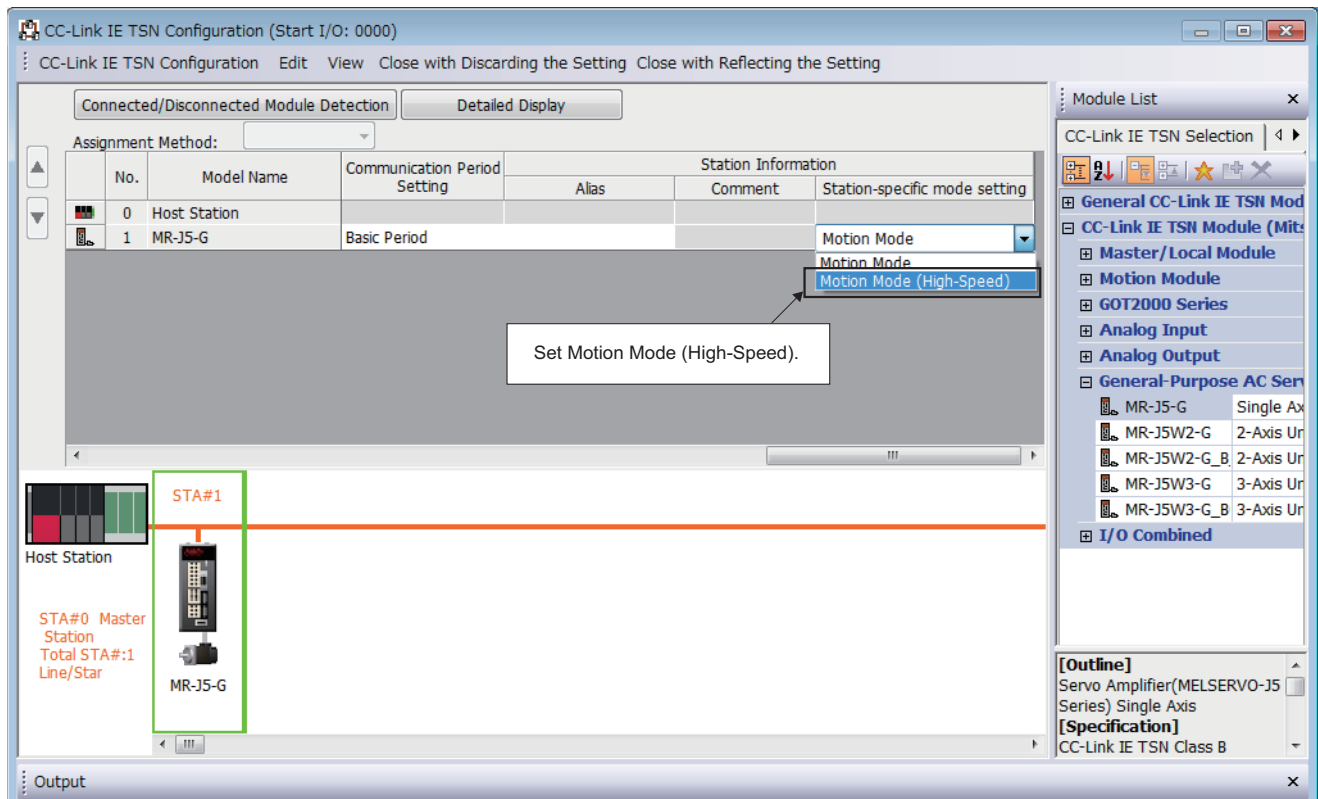 CC-Link IE TSN Configuration (Start I/O: 0000)
CC-Link IE TSN Configuration Edit View Close with Discarding the Setting Close with Reflecting the Setting
Connected/Disconnected Module Detection Detailed Display
Assignment Method:
No. Model Name Communication Period Setting Station Information
Alias Comment Station-specific mode setting
0 Host Station
1 MR-J5-G Basic Period Motion Mode
Motion Mode
Motion Mode (High-Speed)
Set Motion Mode (High-Speed).
STA#1
Host Station
STA#0 Master
Station
Total STA#:1
Line/Star
MR-J5-G
Module List
CC-Link IE TSN Selection
General CC-Link IE TSN Mod
CC-Link IE TSN Module (Mits
Master/Local Module
Motion Module
GOT2000 Series
Analog Input
Analog Output
General-Purpose AC Serv
MR-J5-G Single Ax
MR-J5W2-G 2-Axis Un
MR-J5W2-G_B 2-Axis Un
MR-J5W3-G 3-Axis Un
MR-J5W3-G_B 3-Axis Un
I/O Combined
[Outline]
Servo Amplifier(MELSERVO-J5
Series) Single Axis
[Specification]
CC-Link IE TSN Class B
Output